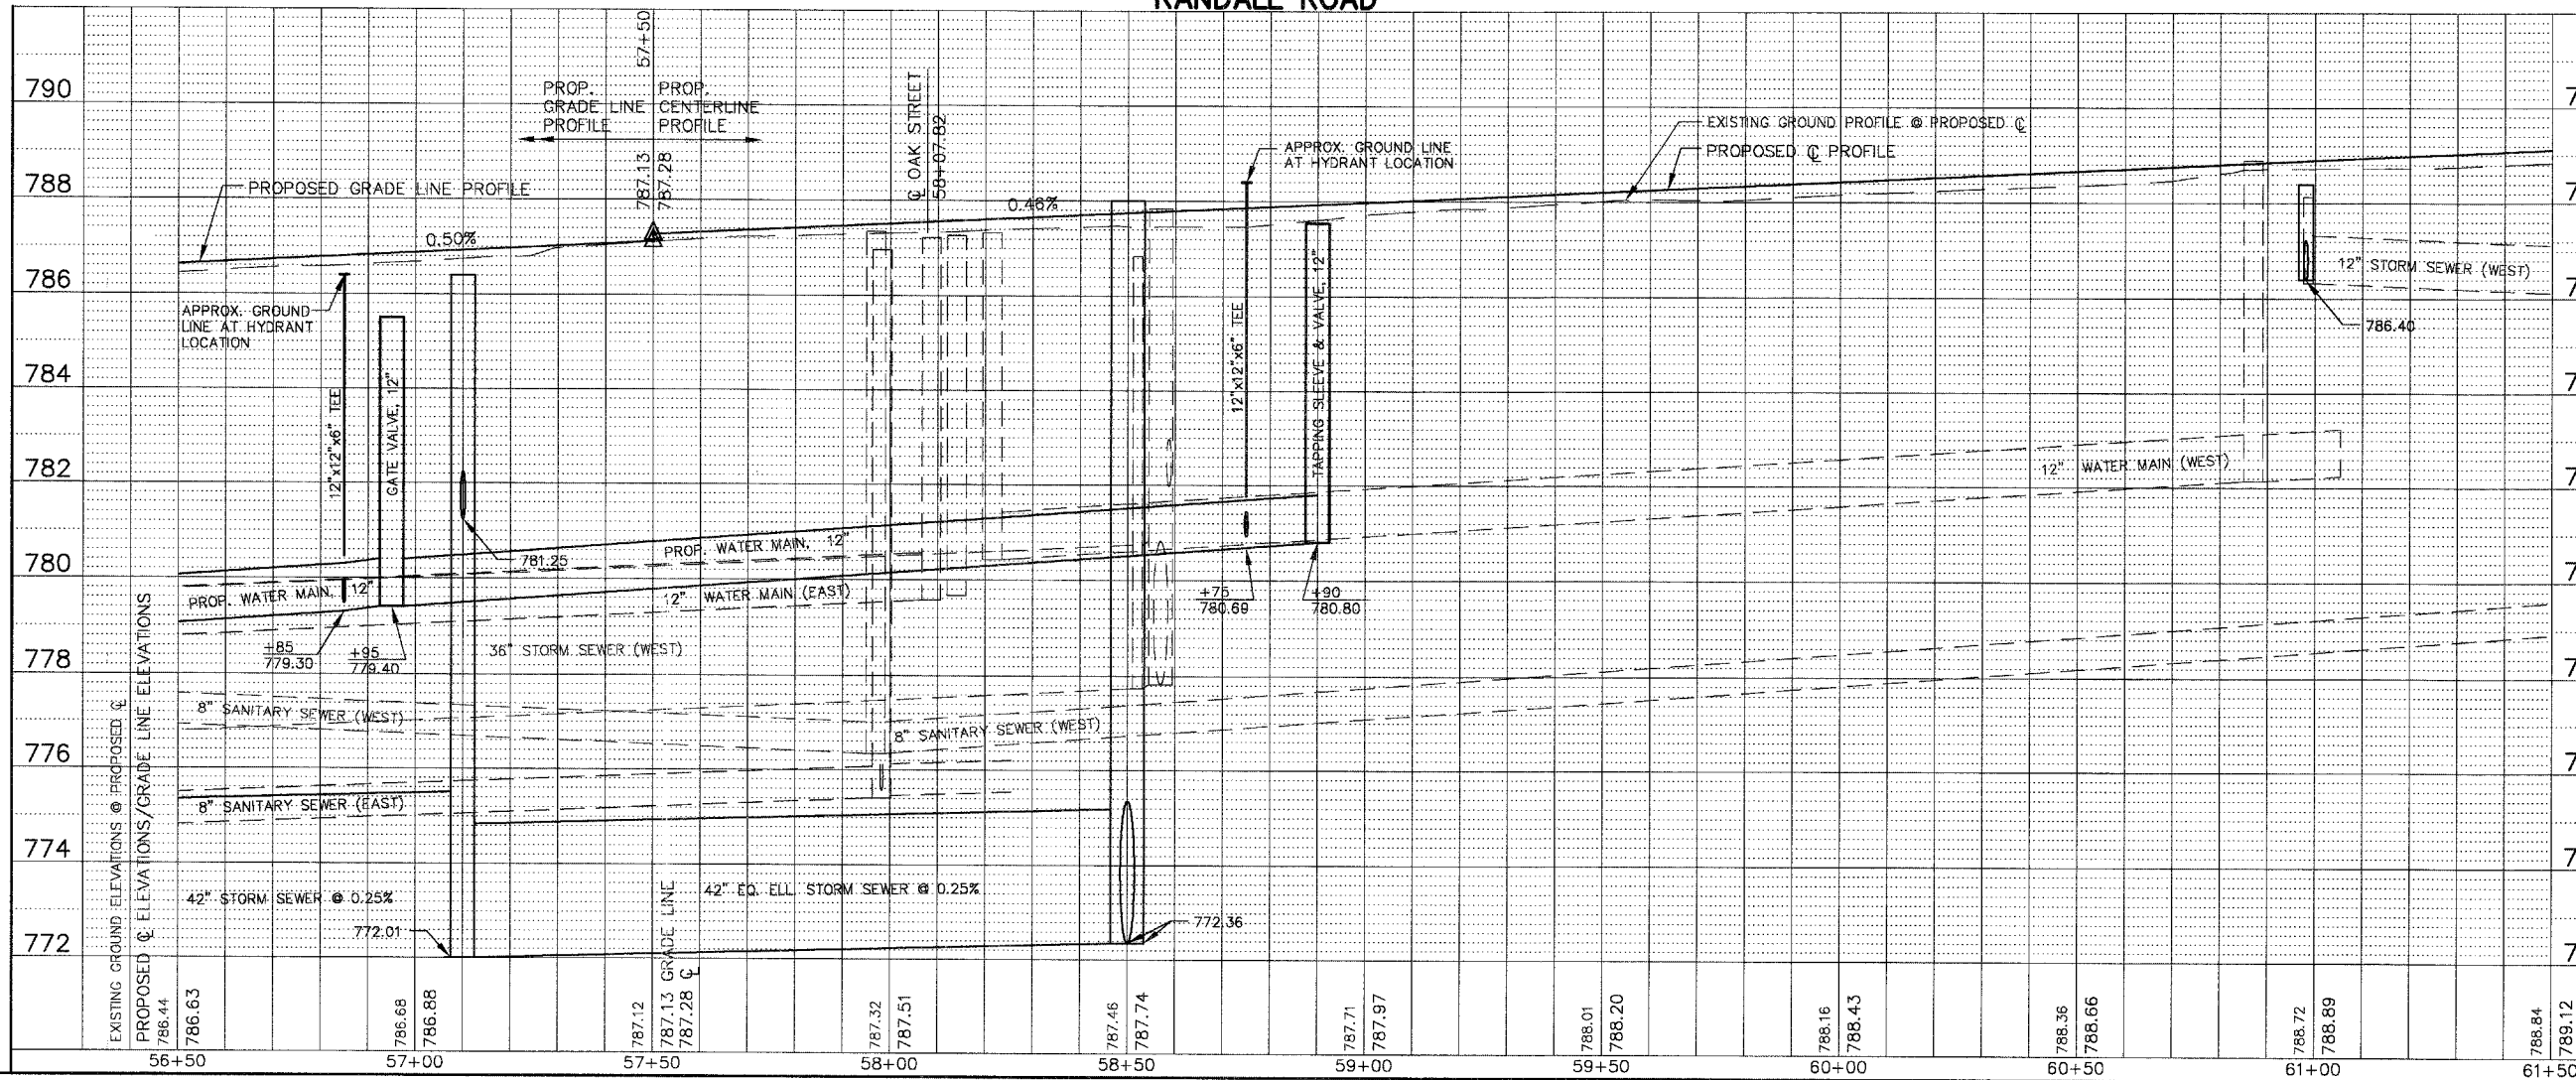 RANDALL ROAD
57+50
790
PROP. GRADE LINE PROFILE
PROP. CENTERLINE PROFILE
787.13
787.28
℄ OAK STREET
58+07.82
EXISTING GROUND PROFILE @ PROPOSED ℄
PROPOSED ℄ PROFILE
APPROX. GROUND LINE
AT HYDRANT LOCATION
788
PROPOSED GRADE LINE PROFILE
0.46%
0.50%
786
APPROX. GROUND
LINE AT HYDRANT
LOCATION
12" STORM SEWER (WEST)
786.40
784
12"x12"x6" TEE
GATE VALVE, 12"
12"x12"x6" TEE
TAPPING SLEEVE & VALVE, 12"
782
12" WATER MAIN (WEST)
780
781.25
PROP. WATER MAIN, 12"
PROP. WATER MAIN, 12"
12" WATER MAIN (EAST)
+75
780.69
+90
780.80
778
+85
779.30
+95
779.40
36" STORM SEWER (WEST)
8" SANITARY SEWER (WEST)
8" SANITARY SEWER (WEST)
776
8" SANITARY SEWER (EAST)
774
42" STORM SEWER @ 0.25%
42" EQ. ELL. STORM SEWER @ 0.25%
772.01
772.36
772
EXISTING GROUND ELEVATIONS @ PROPOSED ℄
PROPOSED ℄ ELEVATIONS/GRADE LINE ELEVATIONS
786.44
786.63
786.68
786.88
787.12
787.13 GRADE LINE
787.28 ℄
787.32
787.51
787.46
787.74
787.71
787.97
788.01
788.20
788.16
788.43
788.36
788.66
788.72
788.89
788.84
789.12
56+50
57+00
57+50
58+00
58+50
59+00
59+50
60+00
60+50
61+00
61+50